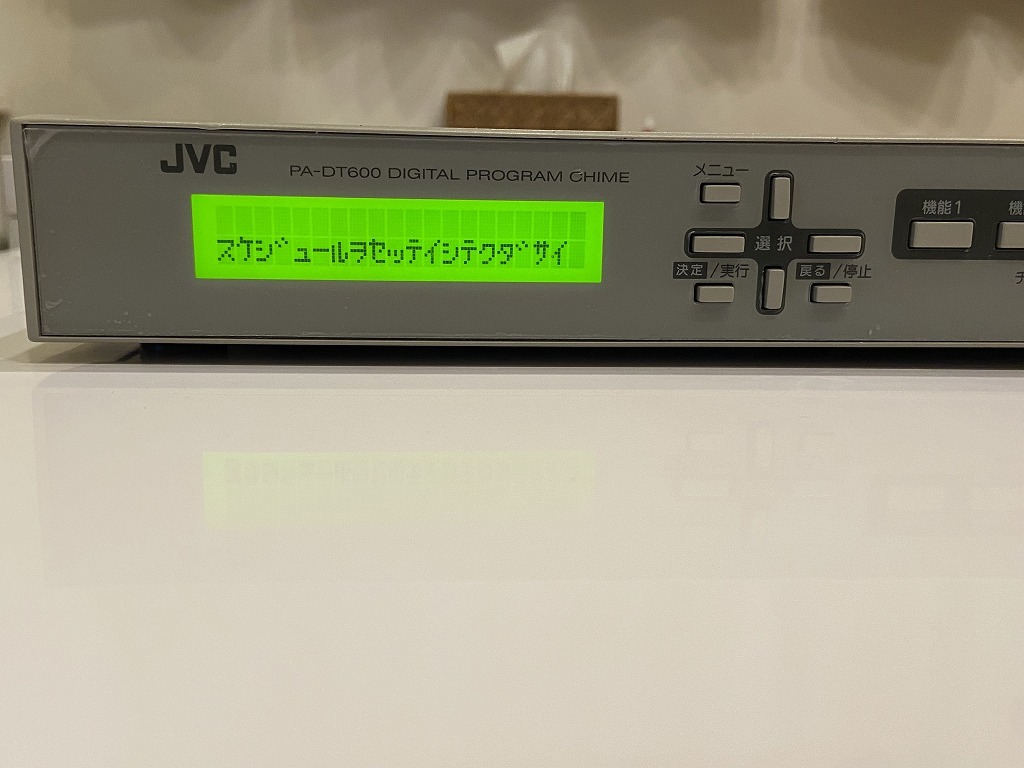 JVC
PA-DT600 DIGITAL PROGRAM CHIME
スケジュールヲセッテイシテクダサイ
メニュー
選択
決定/実行
戻る/停止
機能1